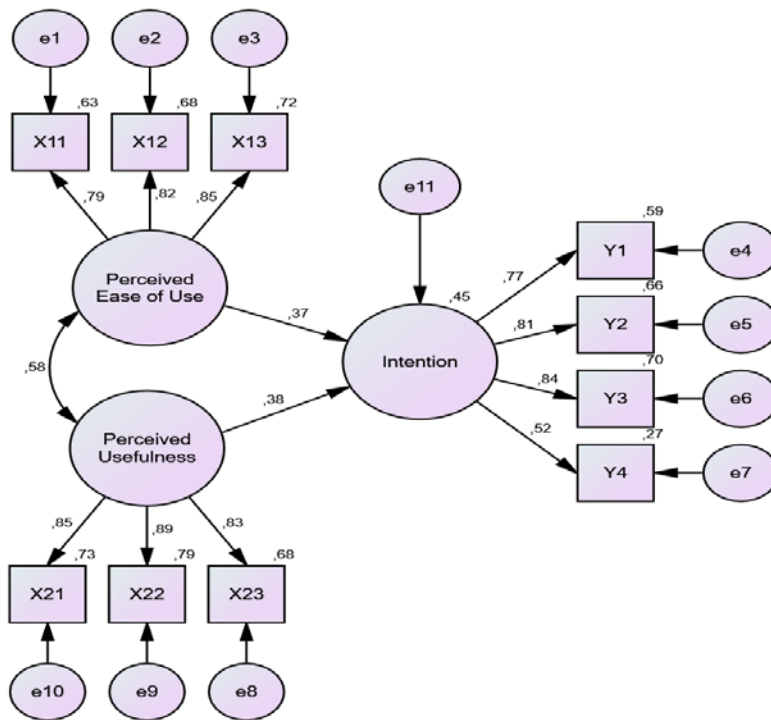 e1
e2
e3
,63
,68
,72
X11
X12
X13
,79
,82
,85
e11
Perceived
Ease of Use
,37
,45
Intention
,58
,38
Perceived
Usefulness
,77
,81
,84
,52
,59
Y1
e4
,66
Y2
e5
,70
Y3
e6
,27
Y4
e7
,85
,89
,83
,73
,79
,68
X21
X22
X23
e10
e9
e8